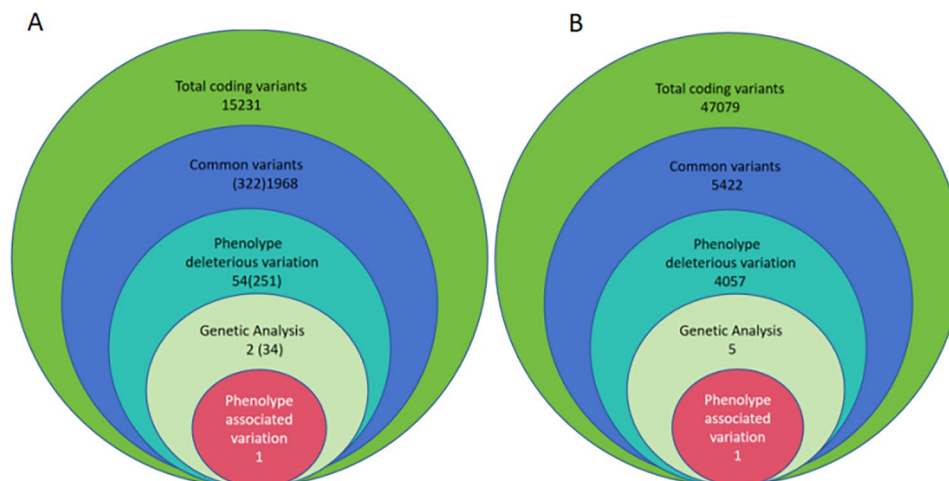 A
Total coding variants
15231
Common variants
(322)1968
Phenolype
deleterious variation
54(251)
Genetic Analysis
2 (34)
Phenolype
associated
variation
1
B
Total coding variants
47079
Common variants
5422
Phenolype
deleterious variation
4057
Genetic Analysis
5
Phenolype
associated
variation
1